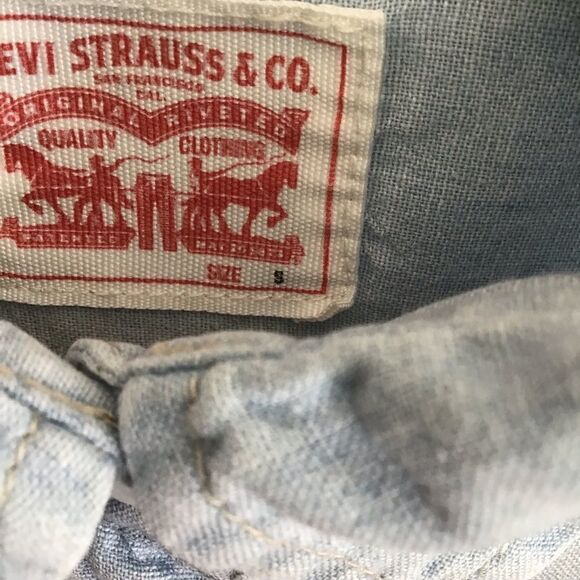 EVI STRAUSS & CO.
SAN FRANCISCO
CAL.
ORIGINAL RIVETED
QUALITY CLOTHING
SIZE S